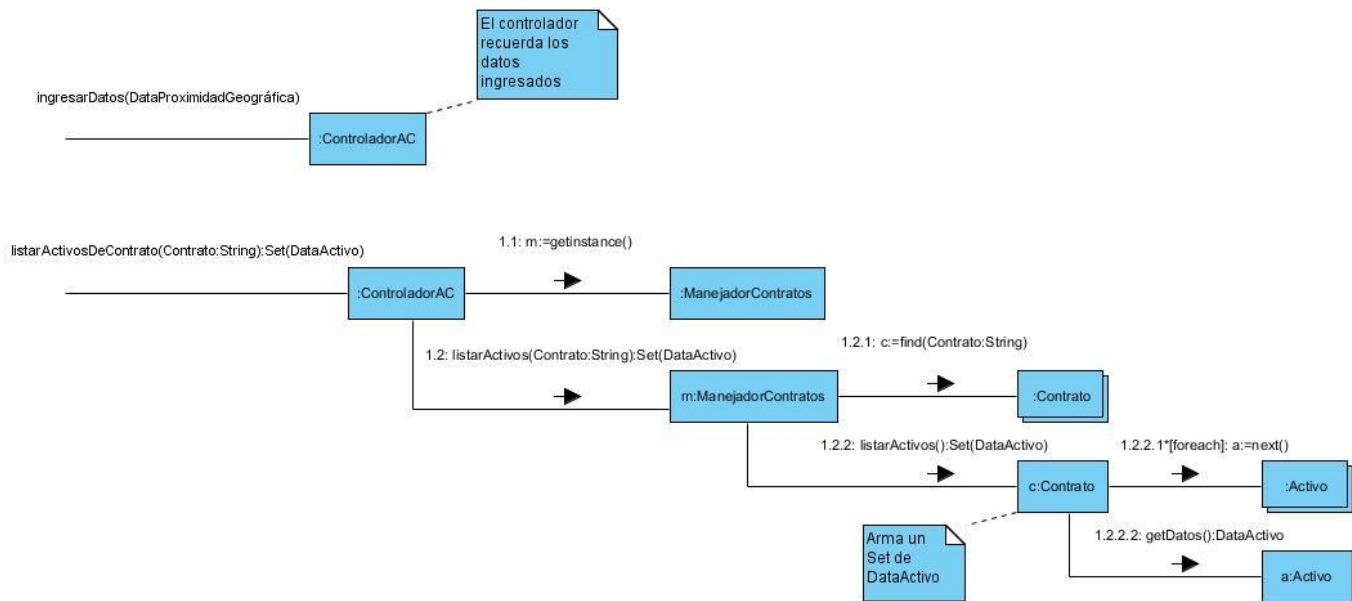 El controlador
recuerda los
datos
ingresados
ingresarDatos(DataProximidadGeográfica)
:ControladorAC
listarActivosDeContrato(Contrato:String):Set(DataActivo)
1.1: m:=getinstance()
:ControladorAC
:ManejadorContratos
1.2: listarActivos(Contrato:String):Set(DataActivo)
1.2.1: c:=find(Contrato:String)
m:ManejadorContratos
:Contrato
1.2.2: listarActivos():Set(DataActivo)
1.2.2.1*[foreach]: a:=next()
c:Contrato
:Activo
Arma un
Set de
DataActivo
1.2.2.2: getDatos():DataActivo
a:Activo